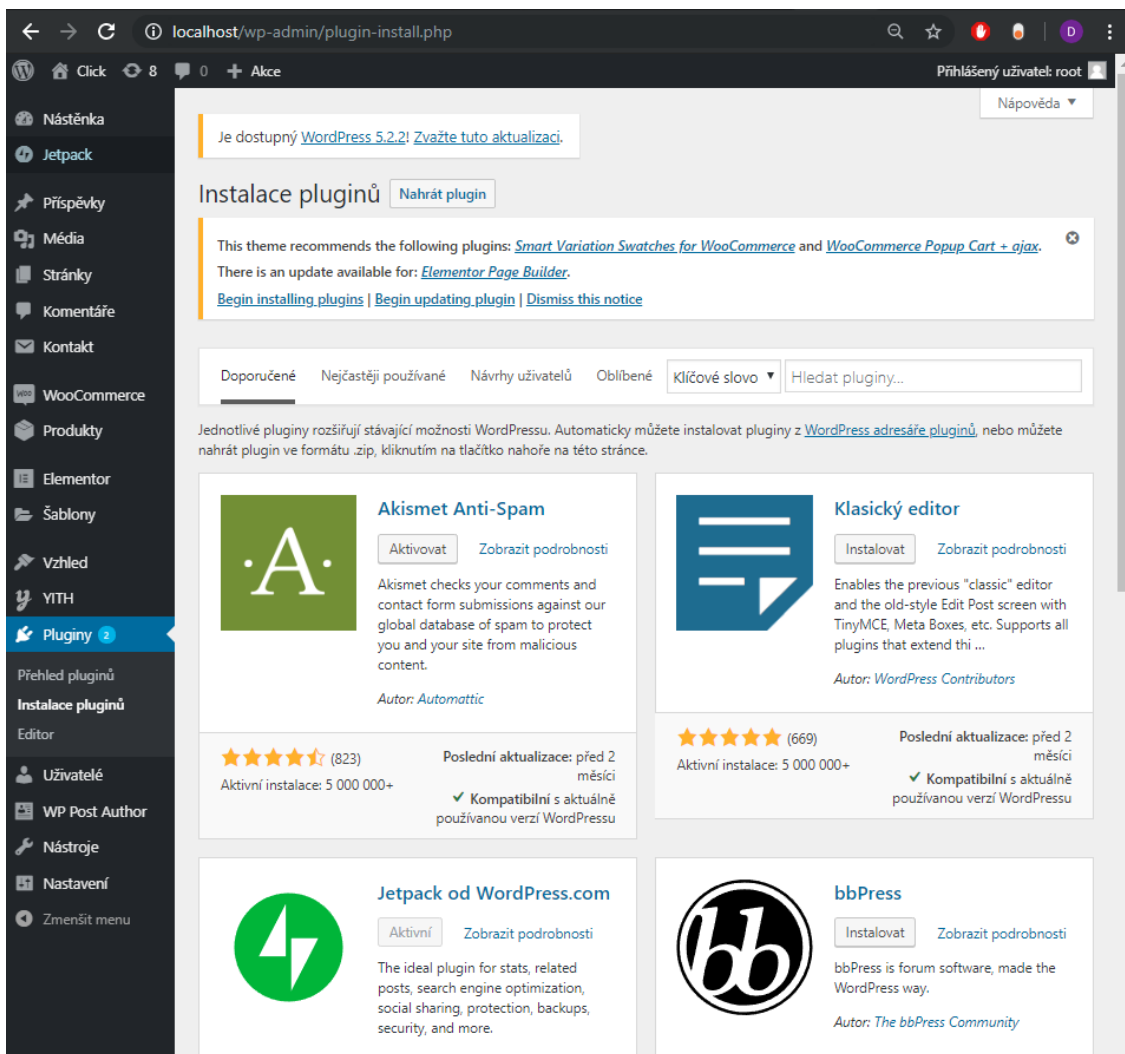 localhost/wp-admin/plugin-install.php
D
Click 8 0 + Akce Přihlášený uživatel: root
Nápověda ▼
Nástěnka
Jetpack
Příspěvky
Média
Stránky
Komentáře
Kontakt
WooCommerce
Produkty
Elementor
Šablony
Vzhled
YITH
Pluginy 2
Přehled pluginů
Instalace pluginů
Editor
Uživatelé
WP Post Author
Nástroje
Nastavení
Zmenšit menu
Je dostupný WordPress 5.2.2! Zvažte tuto aktualizaci.
Instalace pluginů Nahrát plugin
This theme recommends the following plugins: Smart Variation Swatches for WooCommerce and WooCommerce Popup Cart + ajax.
There is an update available for: Elementor Page Builder.
Begin installing plugins | Begin updating plugin | Dismiss this notice
Doporučené Nejčastěji používané Návrhy uživatelů Oblíbené Klíčové slovo ▼ Hledat pluginy...
Jednotlivé pluginy rozšiřují stávající možnosti WordPressu. Automaticky můžete instalovat pluginy z WordPress adresáře pluginů, nebo můžete
nahrát plugin ve formátu .zip, kliknutím na tlačítko nahoře na této stránce.
·A·
Akismet Anti-Spam
Aktivovat Zobrazit podrobnosti
Akismet checks your comments and
contact form submissions against our
global database of spam to protect
you and your site from malicious
content.
Autor: Automattic
(823)
Aktivní instalace: 5 000 000+
Poslední aktualizace: před 2
měsíci
✔ Kompatibilní s aktuálně
používanou verzí WordPressu
Klasický editor
Instalovat Zobrazit podrobnosti
Enables the previous "classic" editor
and the old-style Edit Post screen with
TinyMCE, Meta Boxes, etc. Supports all
plugins that extend thi ...
Autor: WordPress Contributors
(669)
Aktivní instalace: 5 000 000+
Poslední aktualizace: před 2
měsíci
✔ Kompatibilní s aktuálně
používanou verzí WordPressu
Jetpack od WordPress.com
Aktivní Zobrazit podrobnosti
The ideal plugin for stats, related
posts, search engine optimization,
social sharing, protection, backups,
security, and more.
bb
bbPress
Instalovat Zobrazit podrobnosti
bbPress is forum software, made the
WordPress way.
Autor: The bbPress Community